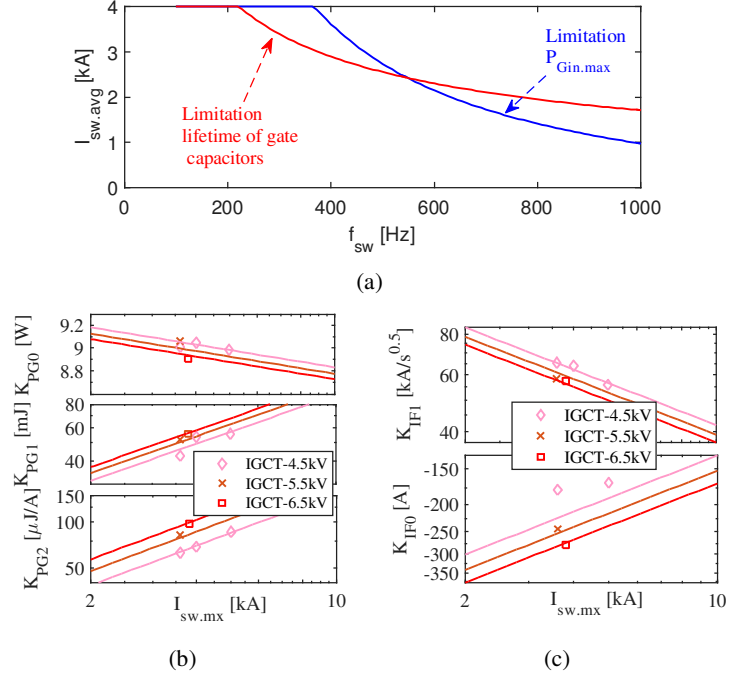 4
3
2
1
0
I_sw.avg [kA]
Limitation
P_Gin.max
Limitation
lifetime of gate
capacitors
0 200 400 600 800 1000
f_sw [Hz]
(a)
9.2
9
8.8
K_PG0 [W]
80
60
40
K_PG1 [mJ]
IGCT-4.5kV
IGCT-5.5kV
IGCT-6.5kV
150
100
50
K_PG2 [μJ/A]
2 10
I_sw.mx [kA]
(b)
80
60
40
K_IF1 [kA/s^0.5]
IGCT-4.5kV
IGCT-5.5kV
IGCT-6.5kV
-150
-200
-250
-300
-350
K_IF0 [A]
2 10
I_sw.mx [kA]
(c)